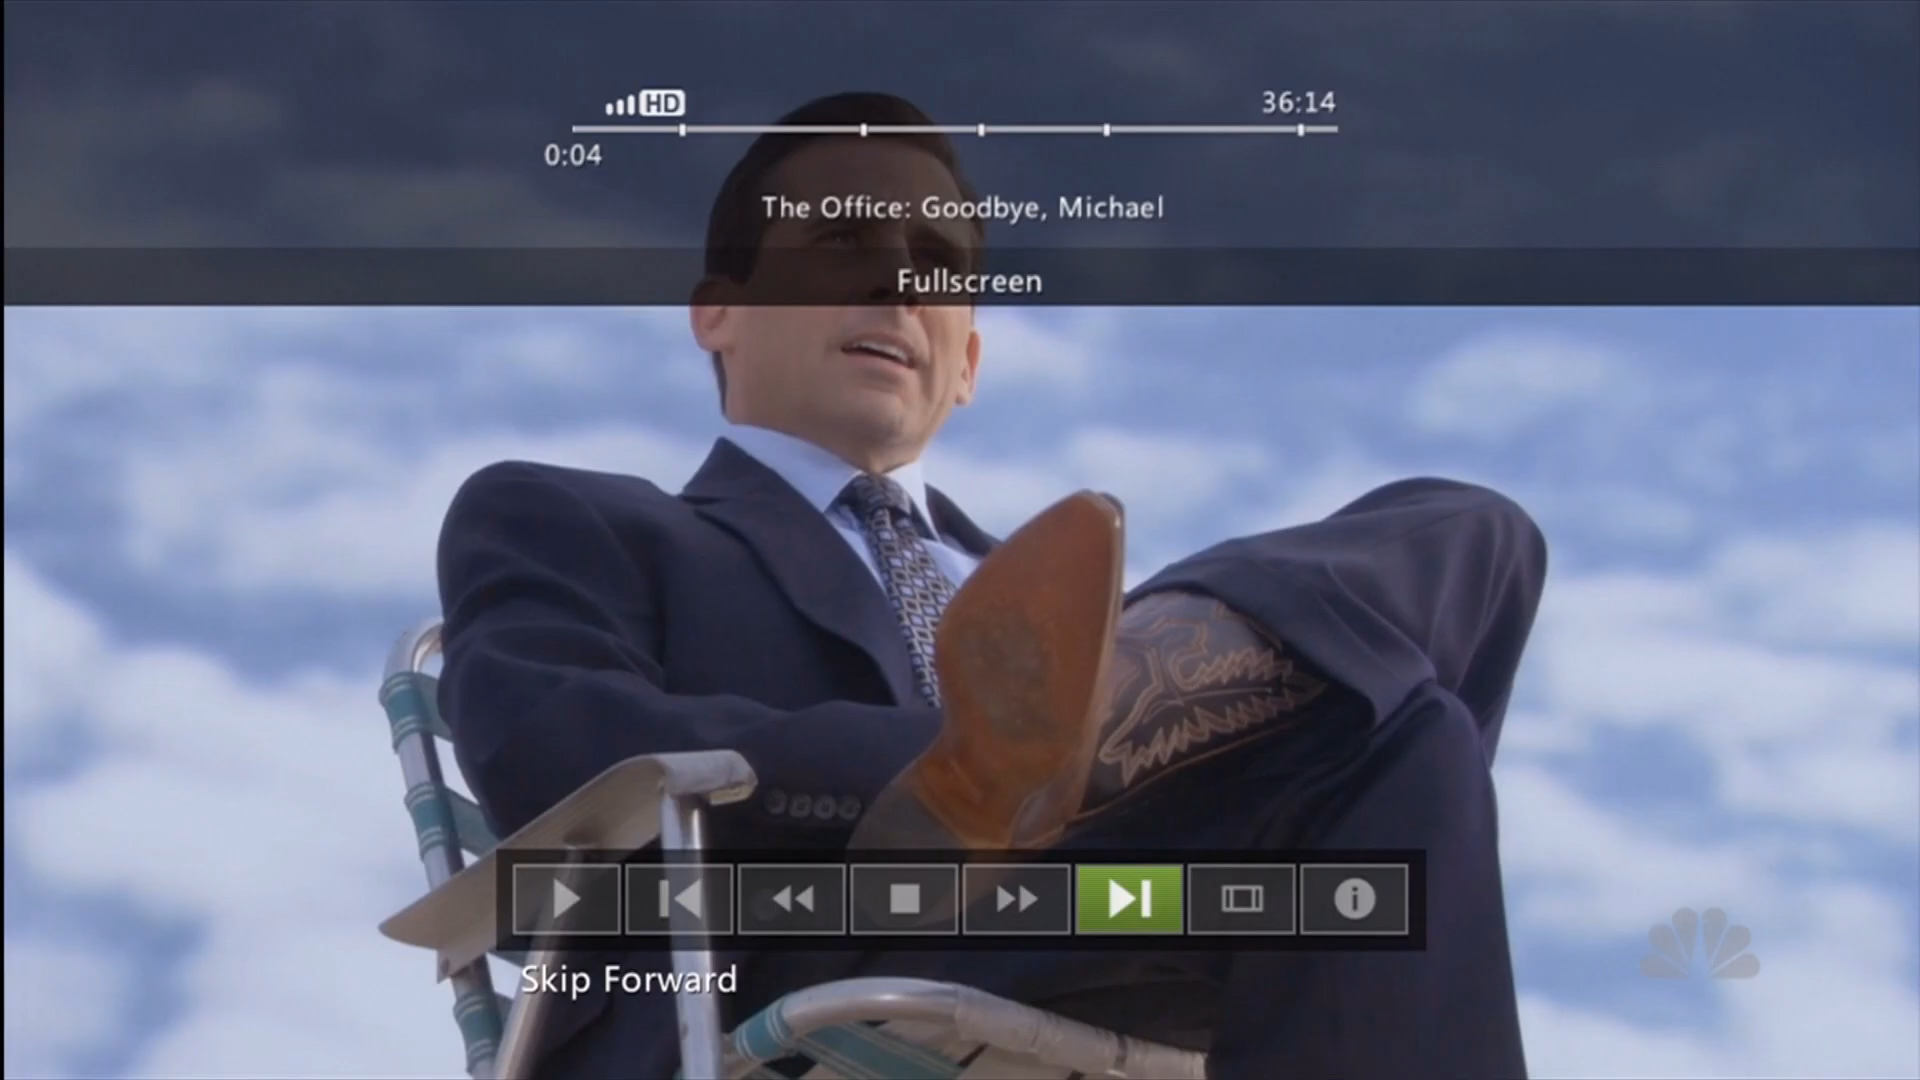 HD
36:14
0:04
The Office: Goodbye, Michael
Fullscreen
Skip Forward